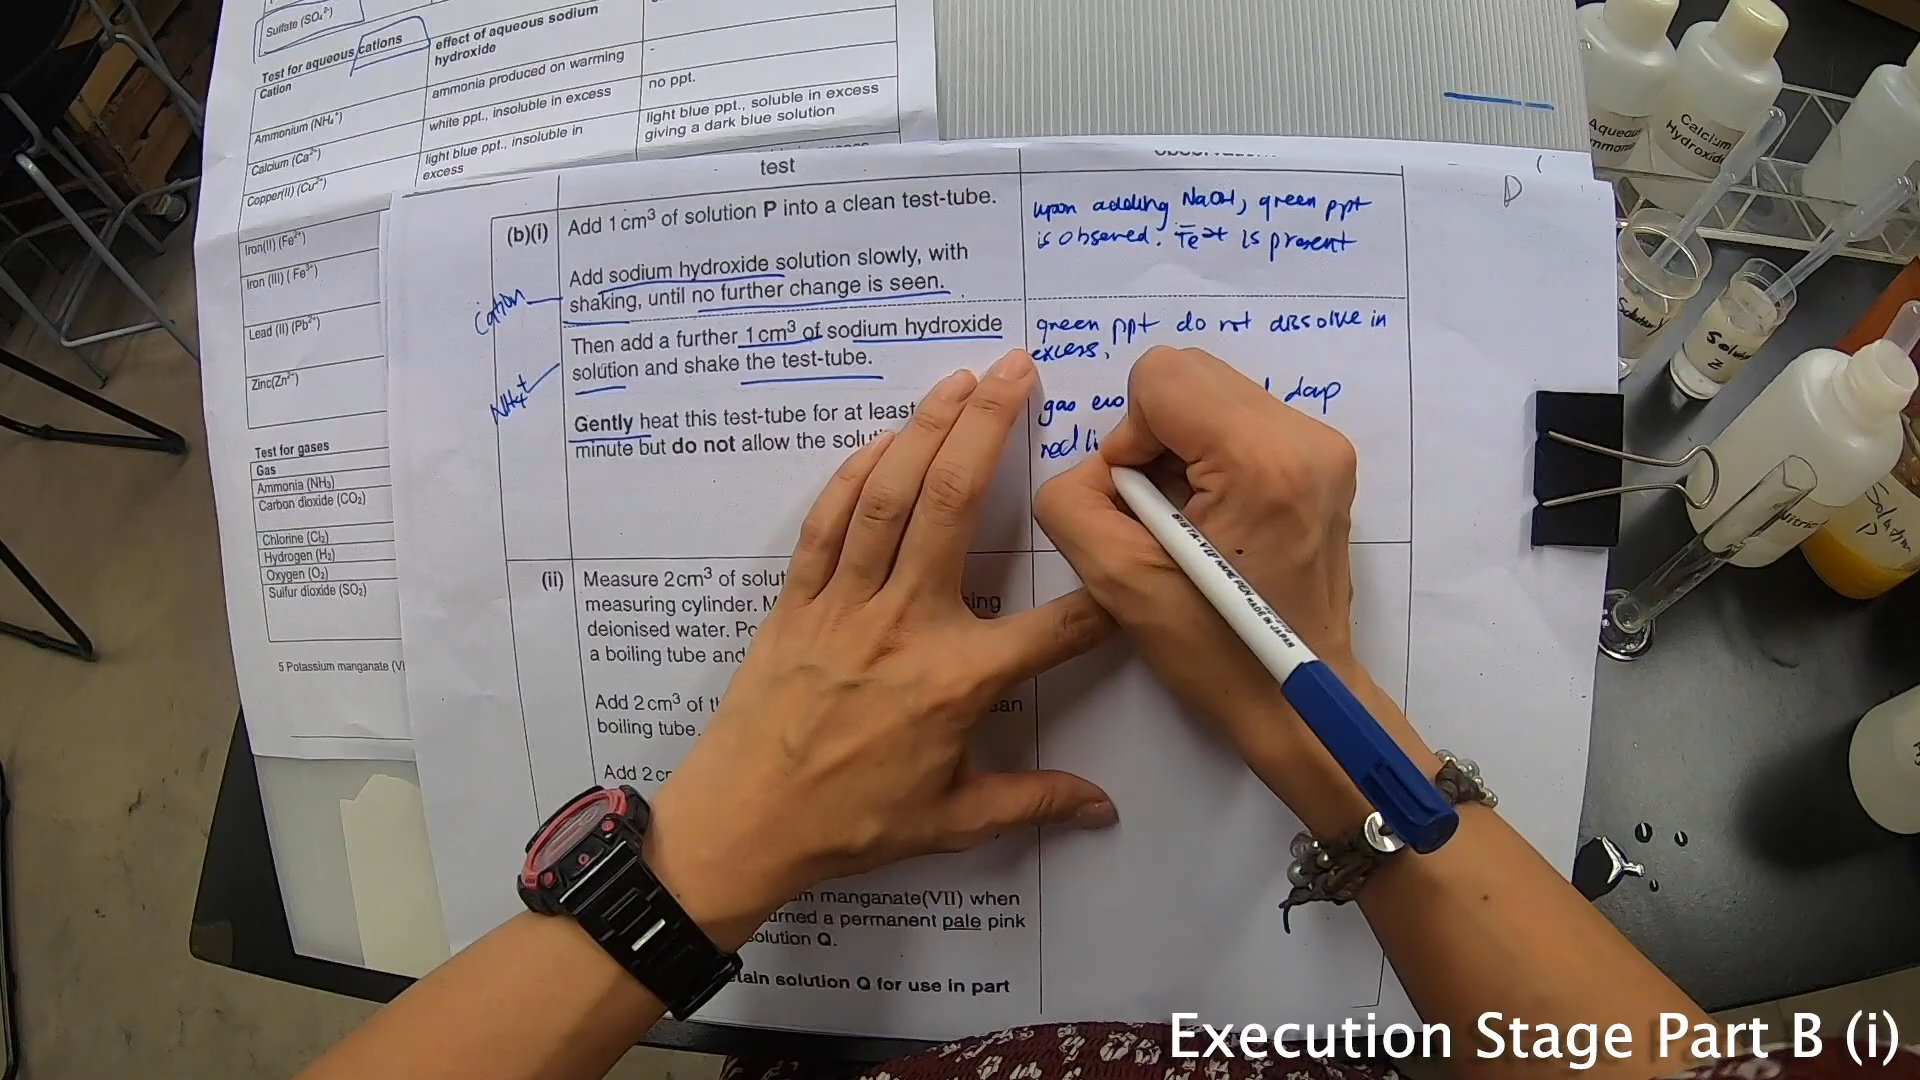 Sulfate (SO₄²⁻)
Test for aqueous cations
Cation
effect of aqueous sodium
hydroxide
Ammonium (NH₄⁺)
ammonia produced on warming
-
Calcium (Ca²⁺)
white ppt., insoluble in excess
no ppt.
Copper(II) (Cu²⁺)
light blue ppt., insoluble in
excess
light blue ppt., soluble in excess
giving a dark blue solution
Iron(II) (Fe²⁺)
Iron (III) (Fe³⁺)
Lead (II) (Pb²⁺)
Zinc(Zn²⁺)
Test for gases
Gas
Ammonia (NH₃)
Carbon dioxide (CO₂)
Chlorine (Cl₂)
Hydrogen (H₂)
Oxygen (O₂)
Sulfur dioxide (SO₂)
5 Potassium manganate
test
(b)(i)
Add 1 cm³ of solution P into a clean test-tube.
Add sodium hydroxide solution slowly, with
shaking, until no further change is seen.
Cation
Then add a further 1 cm³ of sodium hydroxide
solution and shake the test-tube.
NH₄⁺
Gently heat this test-tube for at least
minute but do not allow the
upon adding NaOH, green ppt
is observed. Fe²⁺ is present
green ppt do not dissolve in
excess.
gas
red
(ii)
Measure 2 cm³ of
measuring cylinder.
deionised water.
a boiling tube and
Add 2 cm³ of
boiling tube.
Add 2
manganate(VII) when
a permanent pale pink
solution Q.
solution Q for use in part
D
Aqueous
Calcium
Hydroxide
Solution
Z
Solution
P
BISTA-VIP NAME PEN MADE IN JAPAN
Execution Stage Part B (i)